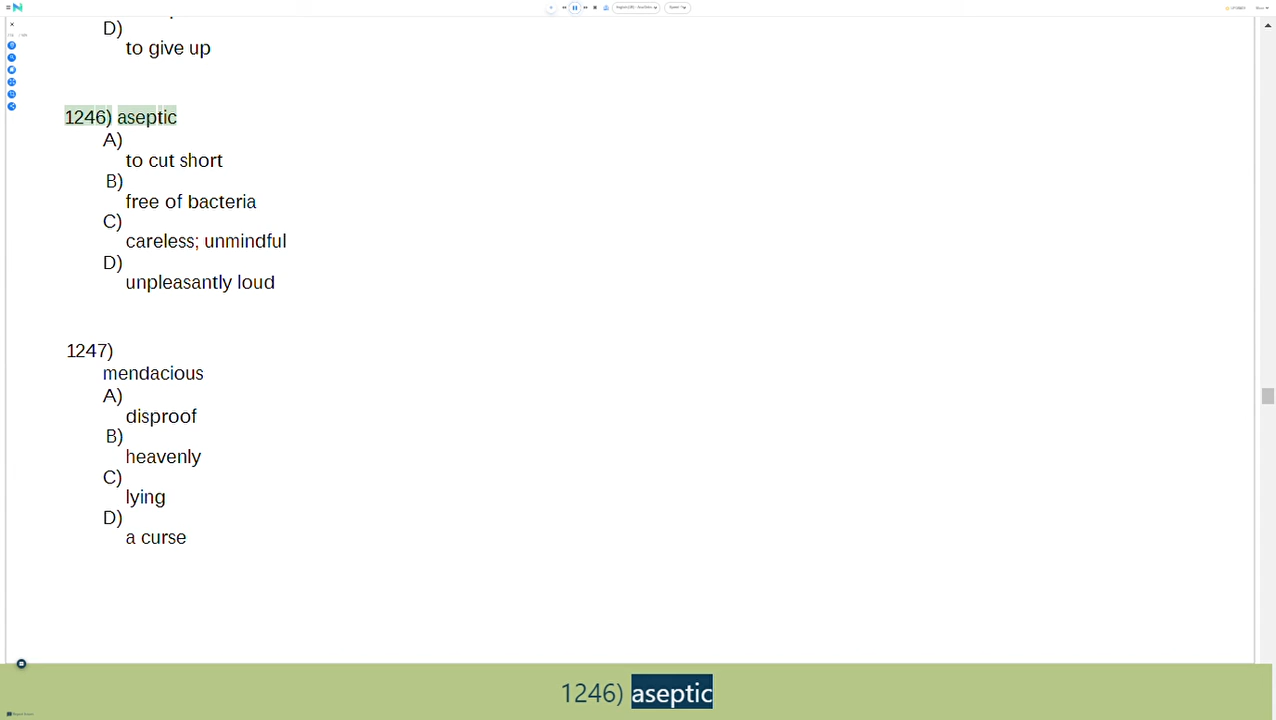 D)
to give up
1246) aseptic
A)
to cut short
B)
free of bacteria
C)
careless; unmindful
D)
unpleasantly loud
1247)
mendacious
A)
disproof
B)
heavenly
C)
lying
D)
a curse
1246) aseptic